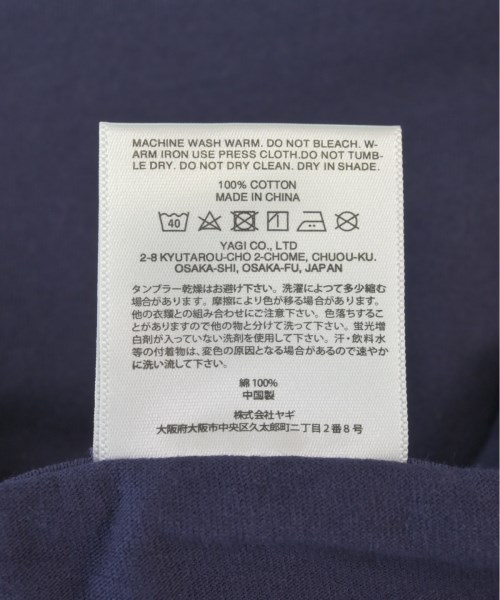 MACHINE WASH WARM. DO NOT BLEACH. W-
ARM IRON USE PRESS CLOTH.DO NOT TUMB-
LE DRY. DO NOT DRY CLEAN. DRY IN SHADE.
100% COTTON
MADE IN CHINA
40
YAGI CO., LTD
2-8 KYUTAROU-CHO 2-CHOME, CHUOU-KU.
OSAKA-SHI, OSAKA-FU, JAPAN
タンブラー乾燥はお避け下さい。洗濯によって多少縮む
場合があります。摩擦により色が移る場合があります。
他の衣類との組み合わせにご注意下さい。色落ちするこ
とがありますので他の物と分けて洗って下さい。蛍光増
白剤が入っていない洗剤を使用して下さい。汗・飲料水
等の付着物は、変色の原因となる場合があるので速やか
に洗い流して下さい。
綿 100%
中国製
株式会社ヤギ
大阪府大阪市中央区久太郎町二丁目2番8号